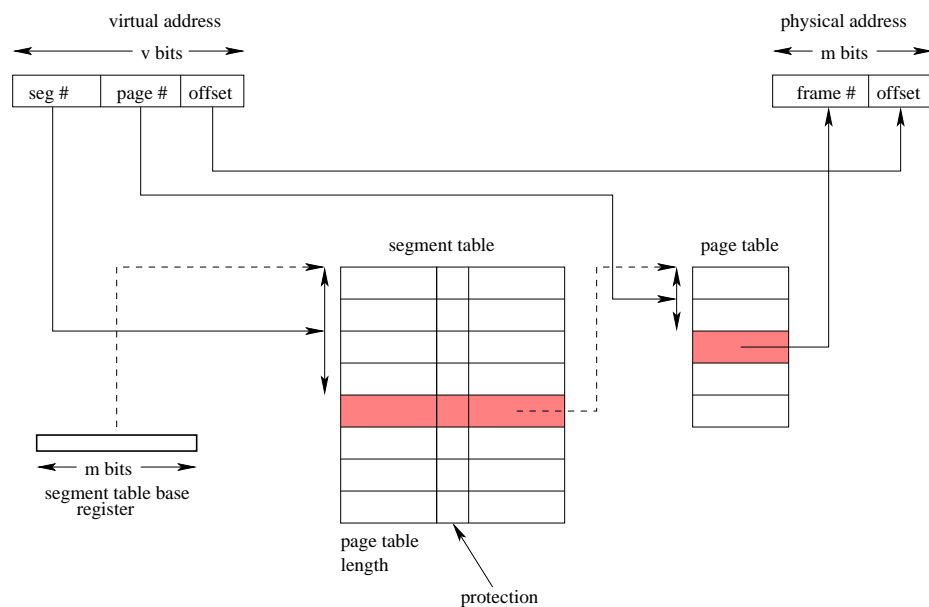 virtual address
physical address
v bits
m bits
seg #
page #
offset
frame #
offset
segment table
page table
m bits
segment table base
register
page table
length
protection